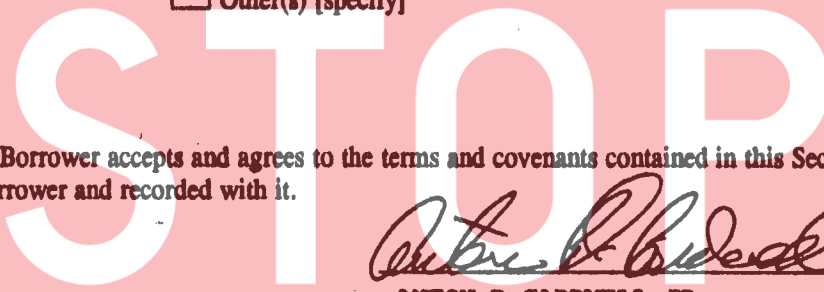 Other(s) [specify]
STOP
Borrower accepts and agrees to the terms and covenants contained in this Sec
rrower and recorded with it.